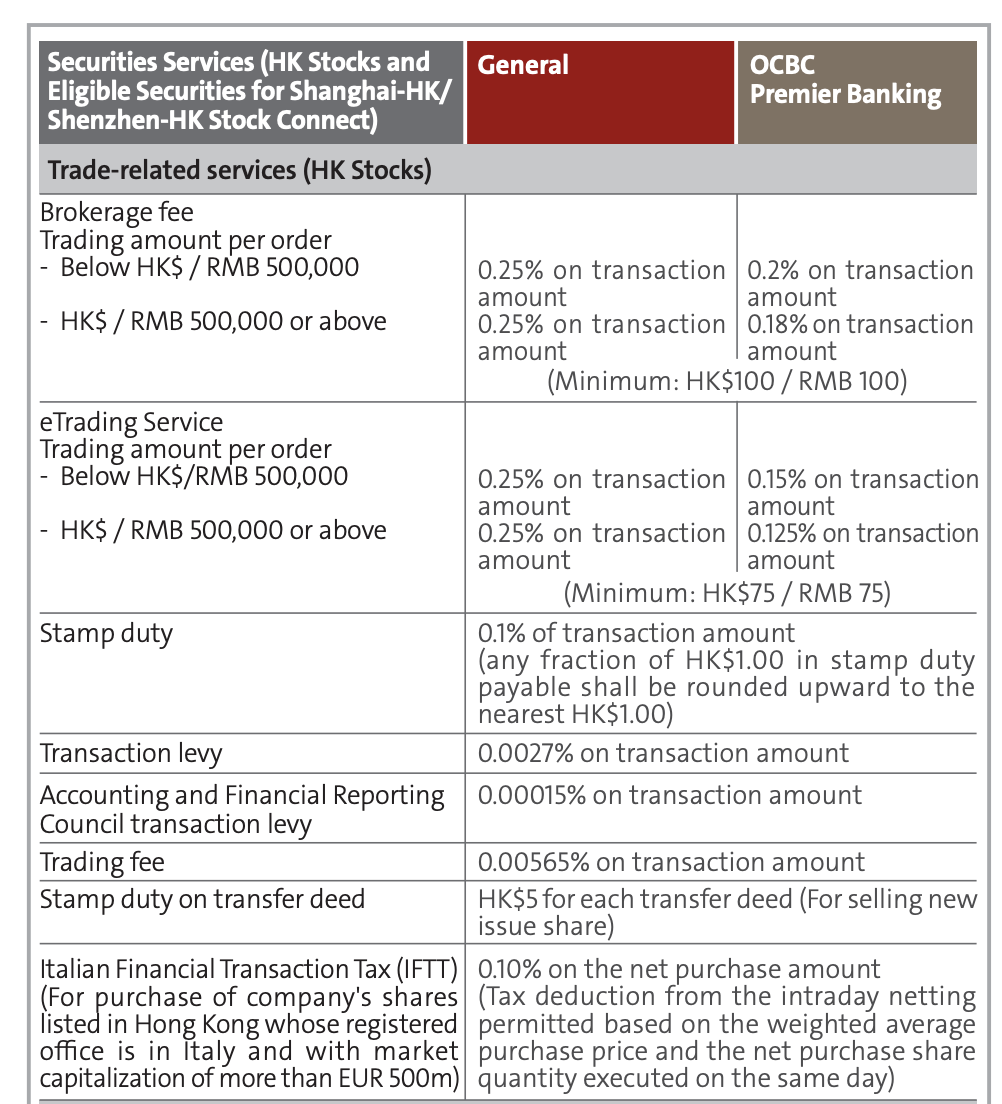 Securities Services (HK Stocks and
Eligible Securities for Shanghai-HK/
Shenzhen-HK Stock Connect)
General
OCBC
Premier Banking
Trade-related services (HK Stocks)
Brokerage fee
Trading amount per order
- Below HK$ / RMB 500,000
0.25% on transaction
amount
0.2% on transaction
amount
- HK$ / RMB 500,000 or above
0.25% on transaction
amount
0.18% on transaction
amount
(Minimum: HK$100 / RMB 100)
eTrading Service
Trading amount per order
- Below HK$/RMB 500,000
0.25% on transaction
amount
0.15% on transaction
amount
- HK$ / RMB 500,000 or above
0.25% on transaction
amount
0.125% on transaction
amount
(Minimum: HK$75 / RMB 75)
Stamp duty
0.1% of transaction amount
(any fraction of HK$1.00 in stamp duty
payable shall be rounded upward to the
nearest HK$1.00)
Transaction levy
0.0027% on transaction amount
Accounting and Financial Reporting
Council transaction levy
0.00015% on transaction amount
Trading fee
0.00565% on transaction amount
Stamp duty on transfer deed
HK$5 for each transfer deed (For selling new
issue share)
Italian Financial Transaction Tax (IFTT)
(For purchase of company's shares
listed in Hong Kong whose registered
office is in Italy and with market
capitalization of more than EUR 500m)
0.10% on the net purchase amount
(Tax deduction from the intraday netting
permitted based on the weighted average
purchase price and the net purchase share
quantity executed on the same day)